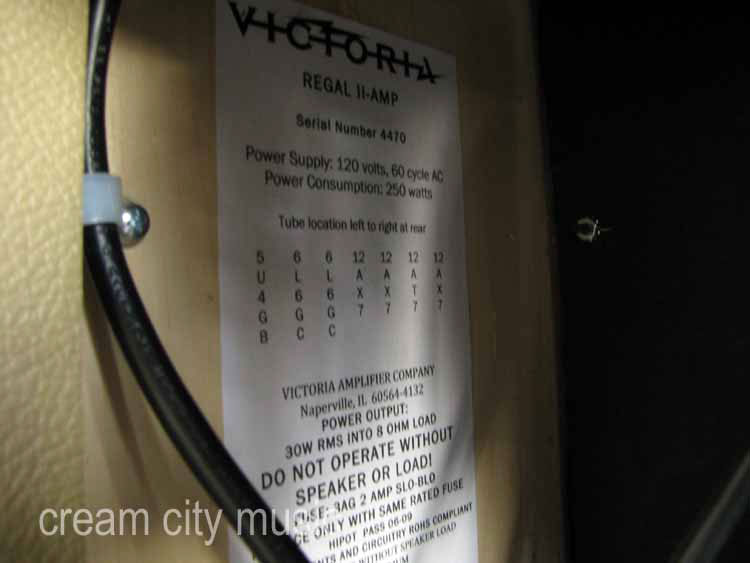 VICTORIA
REGAL II-AMP
Serial Number 4470
Power Supply: 120 volts, 60 cycle AC
Power Consumption: 250 watts
Tube location left to right at rear
5 6 6 12 12 12 12
U L L A A A A
4 6 6 X X T X
G G G 7 7 7 7
B C C
VICTORIA AMPLIFIER COMPANY
Naperville, IL 60564-4132
POWER OUTPUT:
30W RMS INTO 8 OHM LOAD
DO NOT OPERATE WITHOUT
SPEAKER OR LOAD!
3AG 2 AMP SLO-BLO
ONLY WITH SAME RATED FUSE
HIPOT PASS 06-09
AND CIRCUITRY ROHS COMPLIANT
WITHOUT SPEAKER LOAD
cream city music